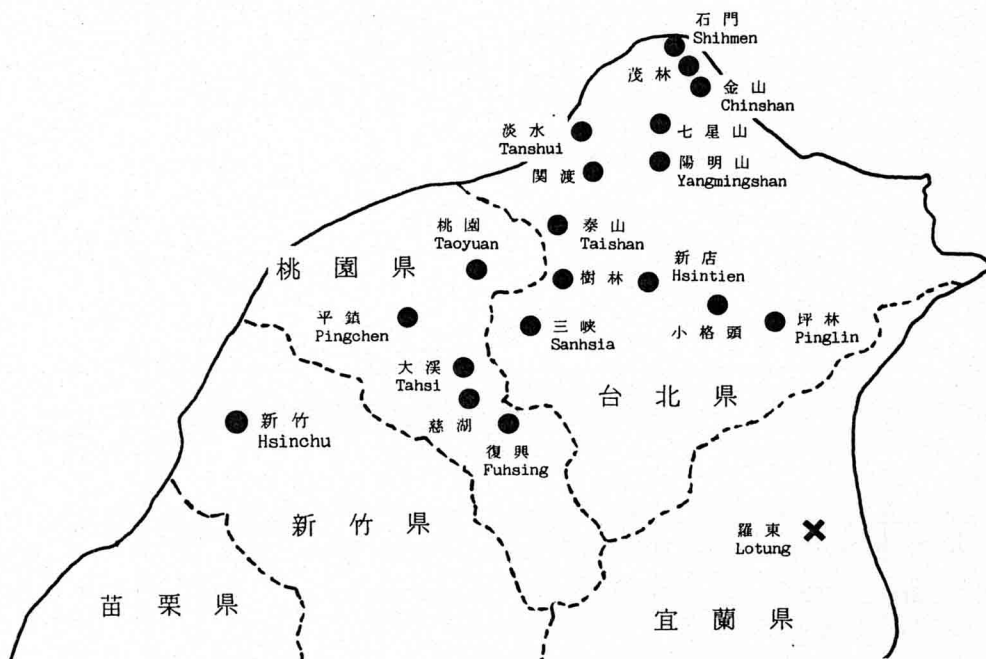 石門
Shihmen
茂林
金山
Chinshan
淡水
Tanshui
七星山
関渡
陽明山
Yangmingshan
桃園
Taoyuan
泰山
Taishan
新店
Hsintien
桃園県
樹林
平鎮
Pingchen
三峡
Sanhsia
小格頭
坪林
Pinglin
大渓
Tahsi
台北県
慈湖
新竹
Hsinchu
復興
Fuhsing
新竹県
羅東
Lotung
苗栗県
宜蘭県